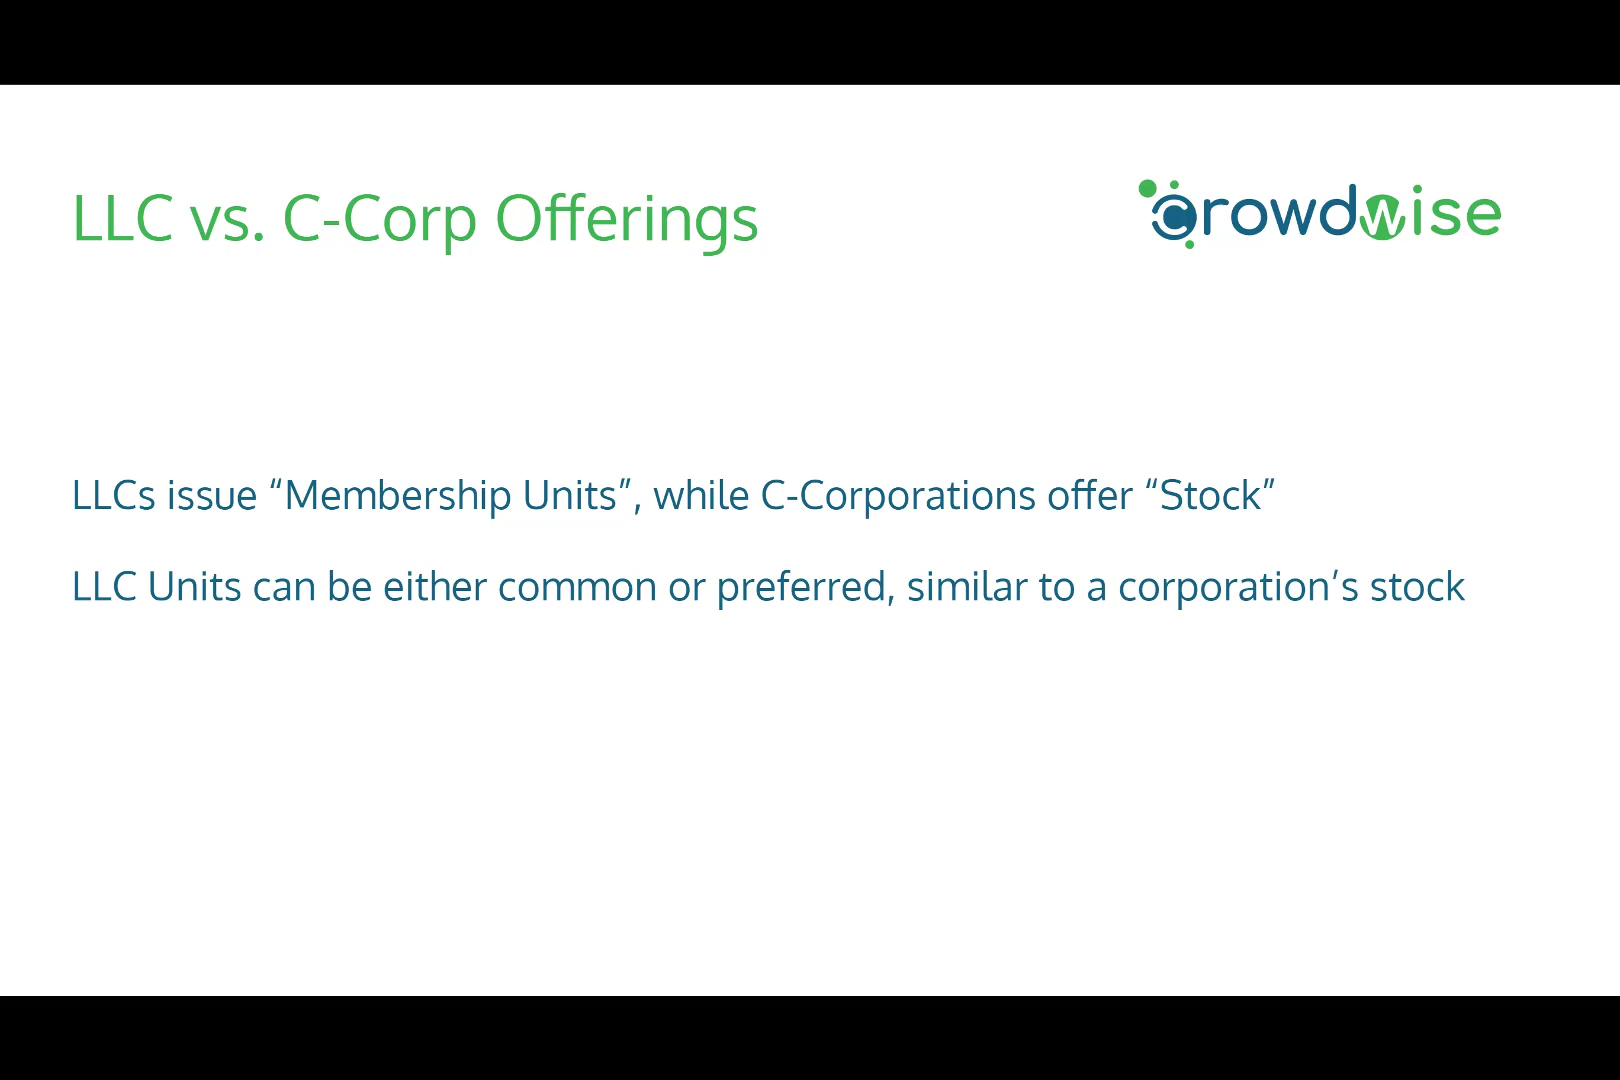 LLC vs. C-Corp Offerings
crowdwise
LLCs issue “Membership Units”, while C-Corporations offer “Stock”
LLC Units can be either common or preferred, similar to a corporation’s stock